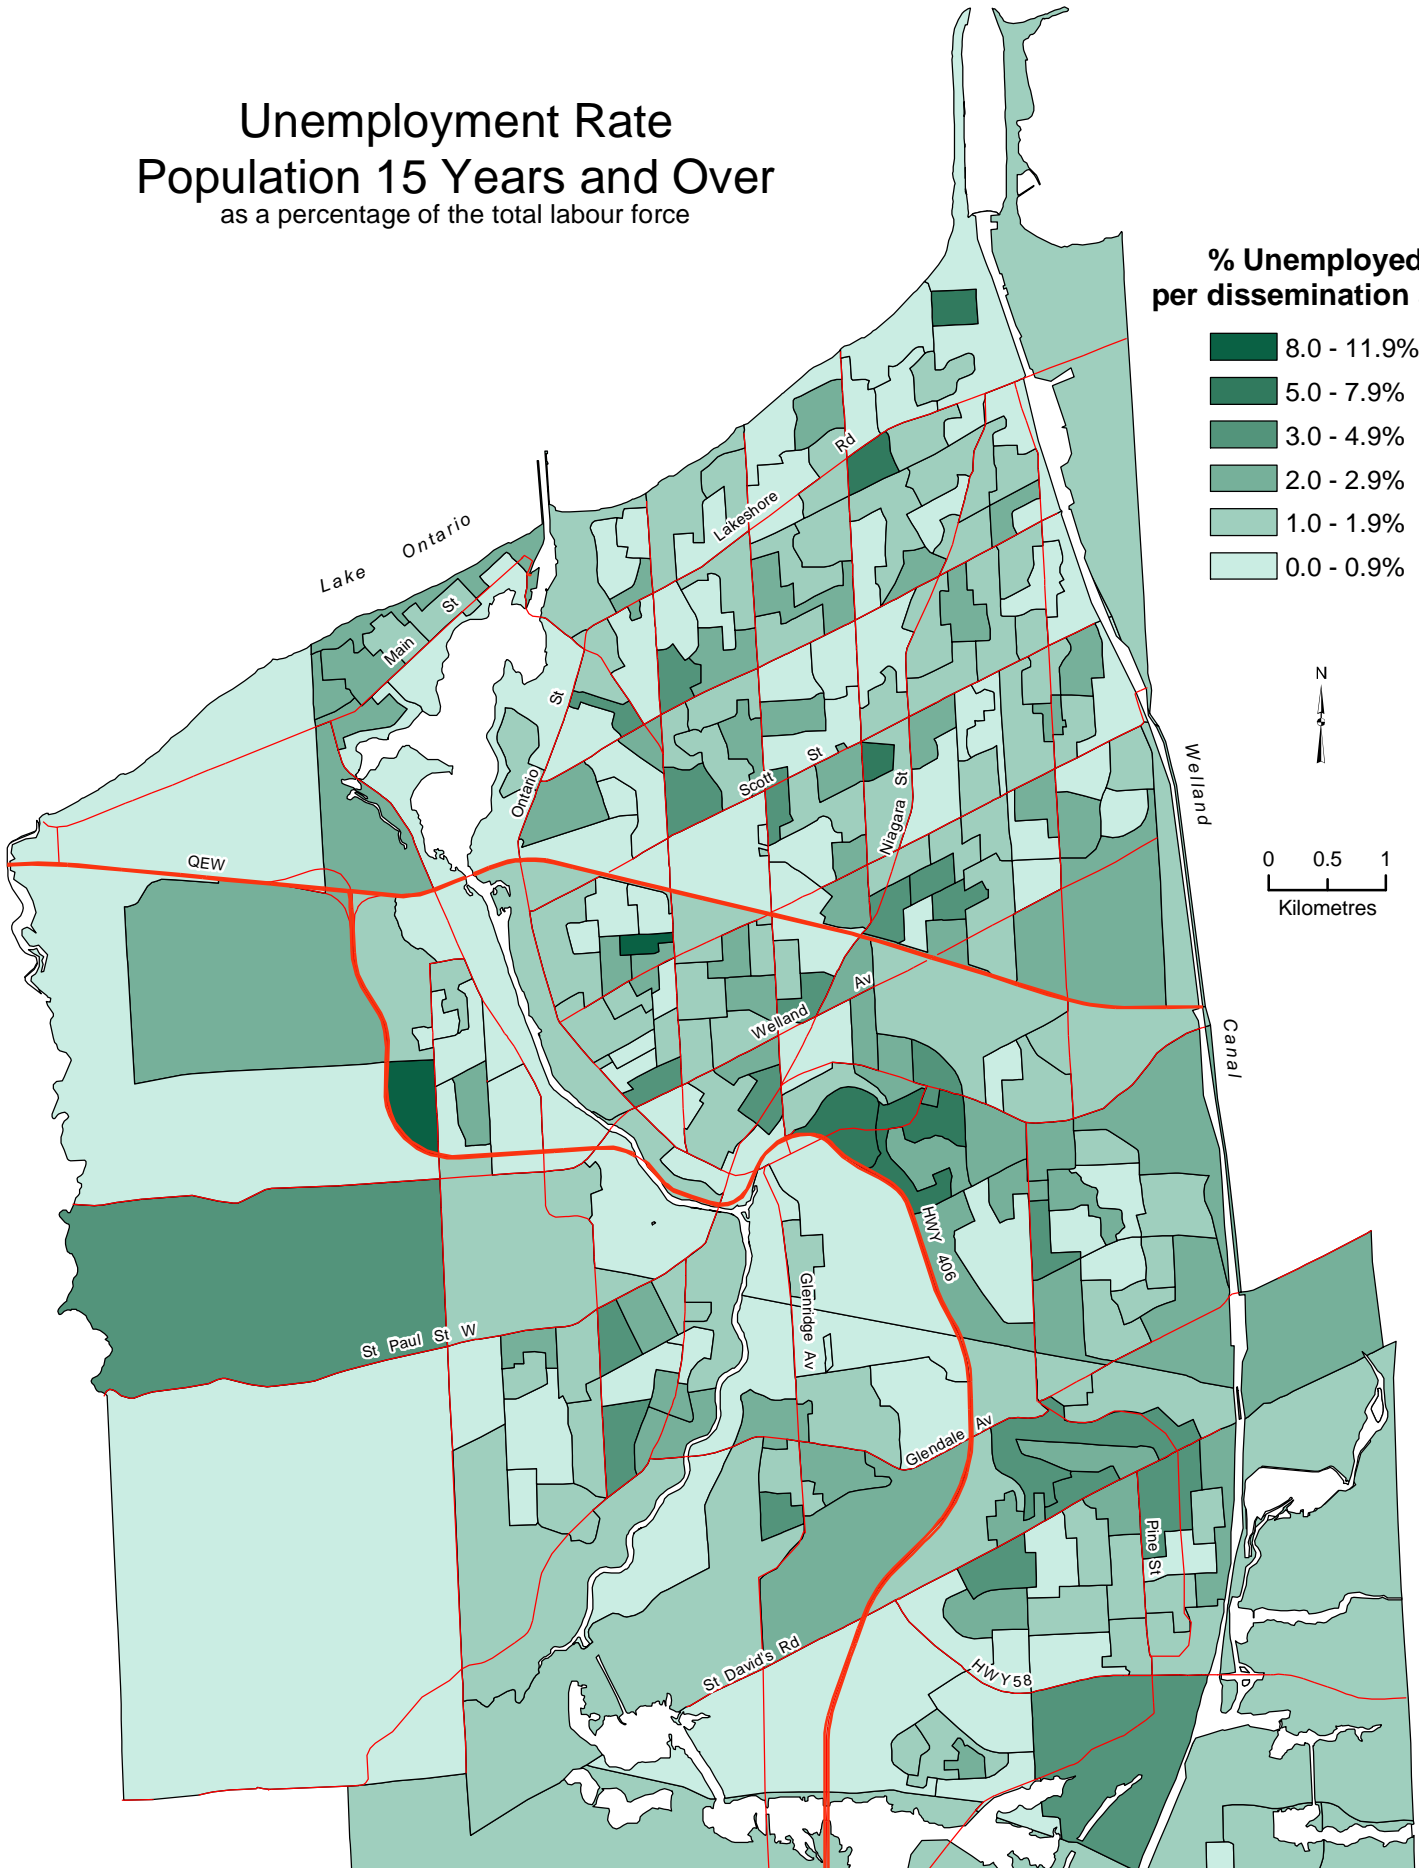 Unemployment Rate
Population 15 Years and Over
as a percentage of the total labour force
% Unemployed
per dissemination
8.0 - 11.9%
5.0 - 7.9%
3.0 - 4.9%
2.0 - 2.9%
1.0 - 1.9%
0.0 - 0.9%
Lake Ontario
Main St
Lakeshore Rd
Ontario St
Scott St
Niagara St
Welland Canal
N
0 0.5 1
Kilometres
QEW
Welland Av
HWY 406
Glenridge Av
St Paul St W
Glendale Av
Pine St
St David's Rd
HWY58